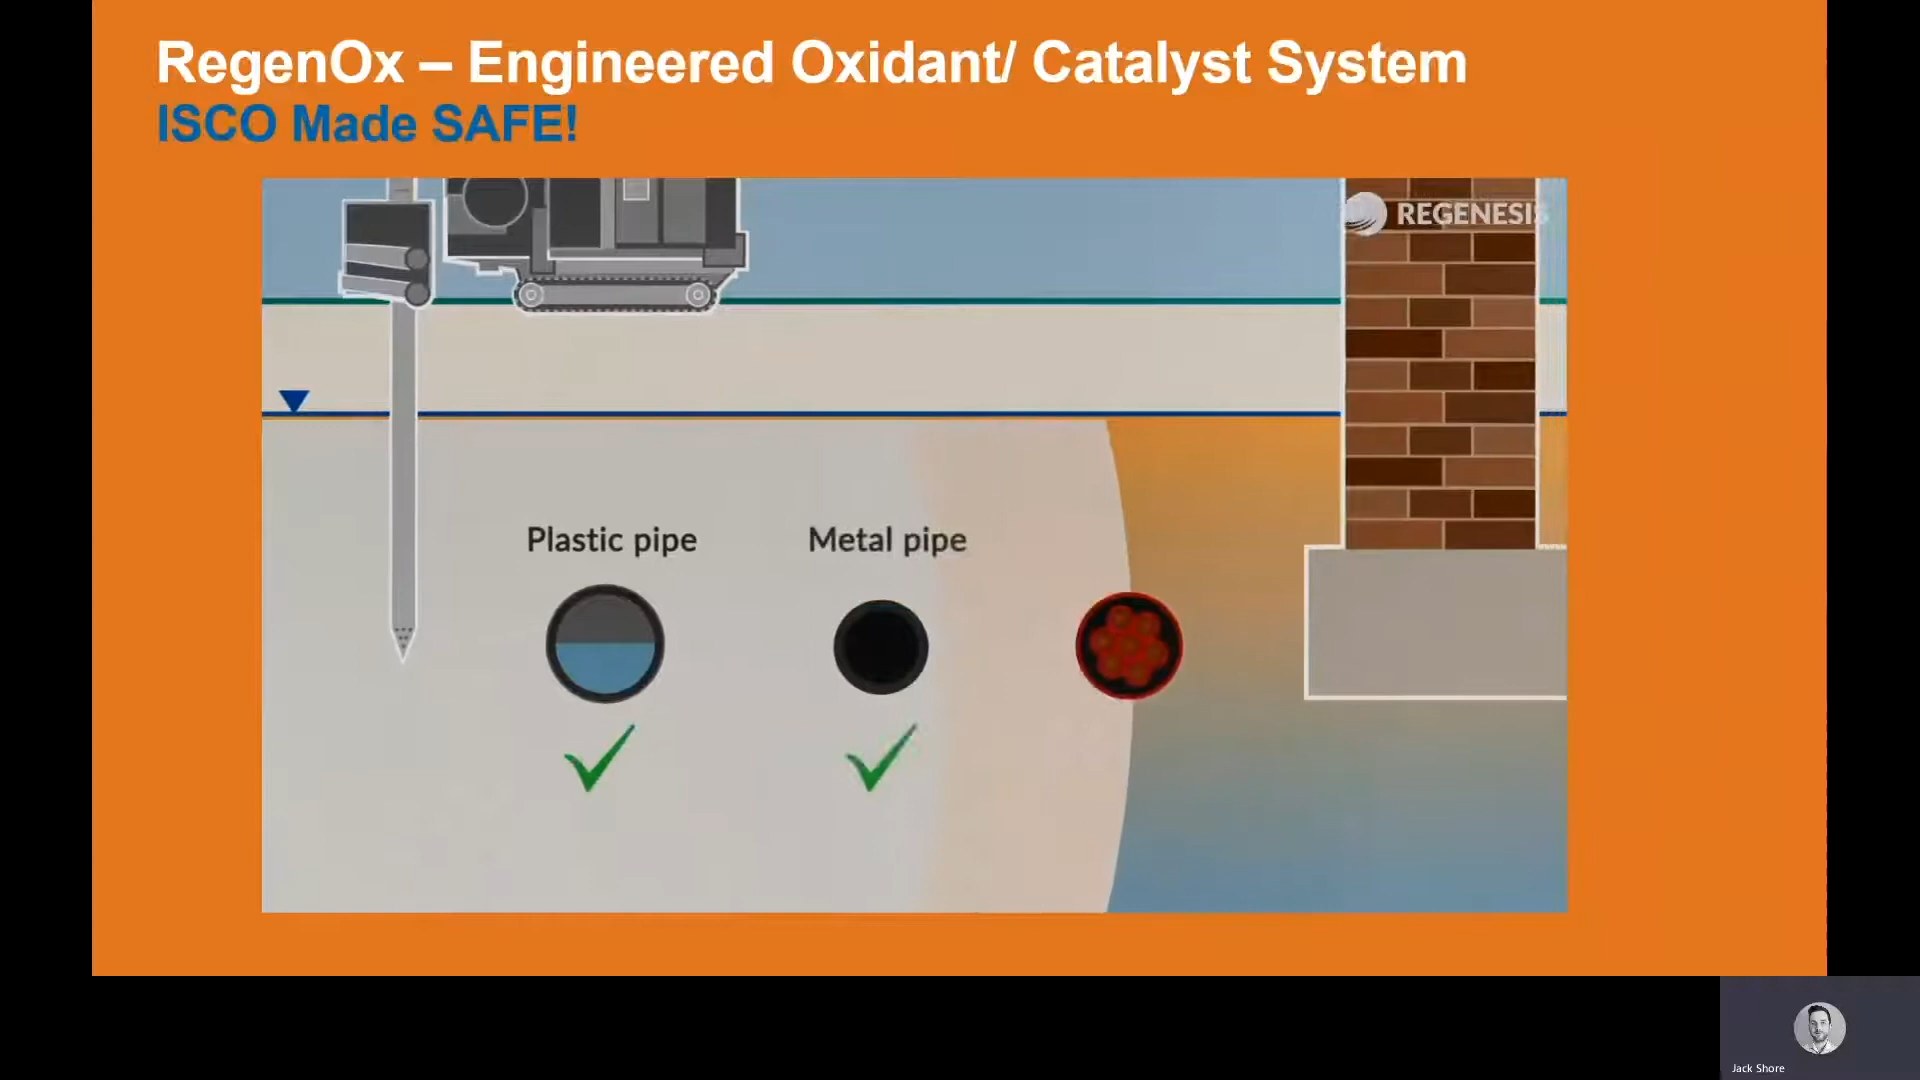 RegenOx – Engineered Oxidant/ Catalyst System
ISCO Made SAFE!
REGENESIS
Plastic pipe
Metal pipe
Jack Shore